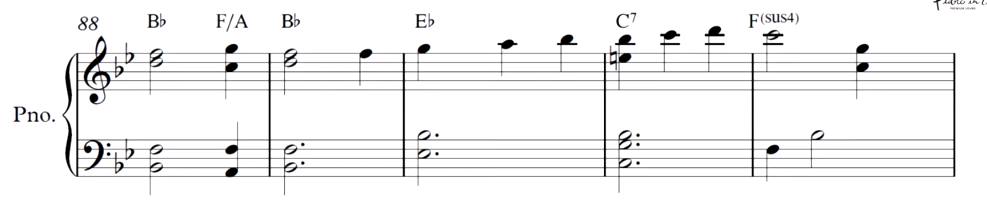 88 B♭ F/A B♭ E♭ C7 F(sus4)
Pno.